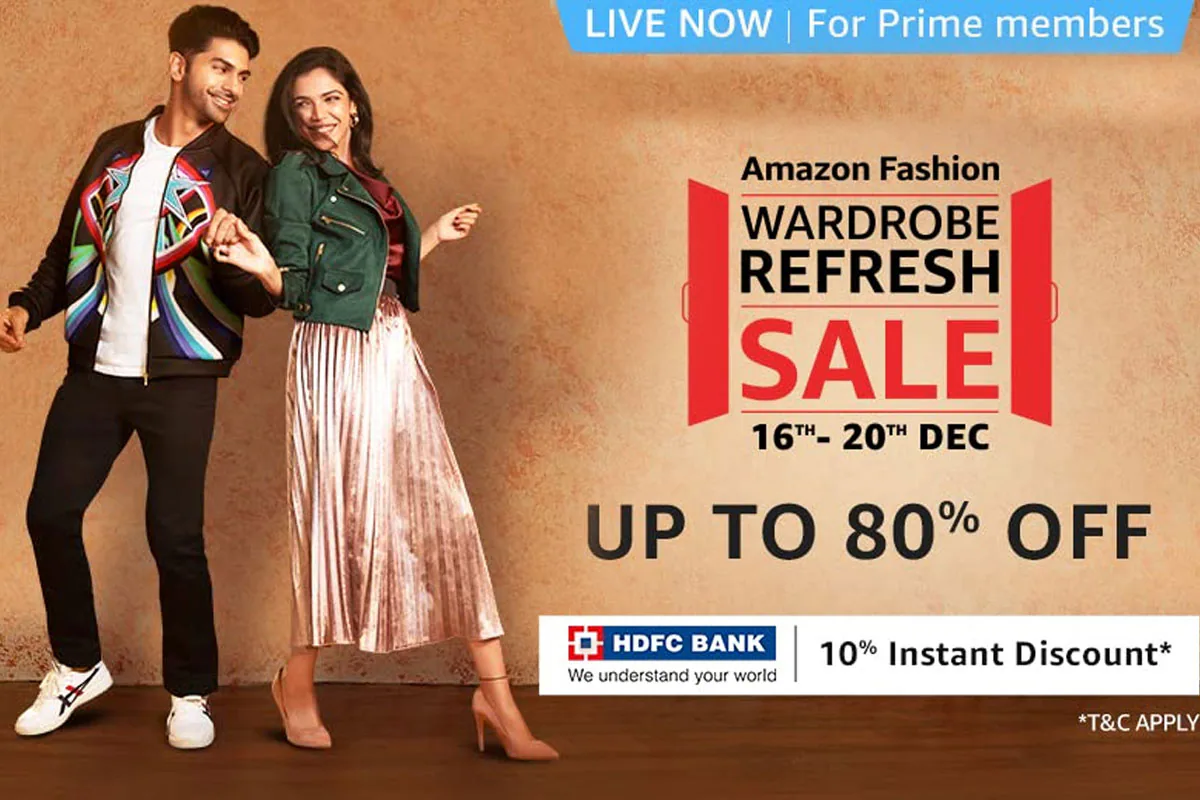 LIVE NOW | For Prime members
Amazon Fashion
WARDROBE
REFRESH
SALE
16TH- 20TH DEC
UP TO 80% OFF
HDFC BANK
We understand your world
10% Instant Discount*
*T&C APPLY